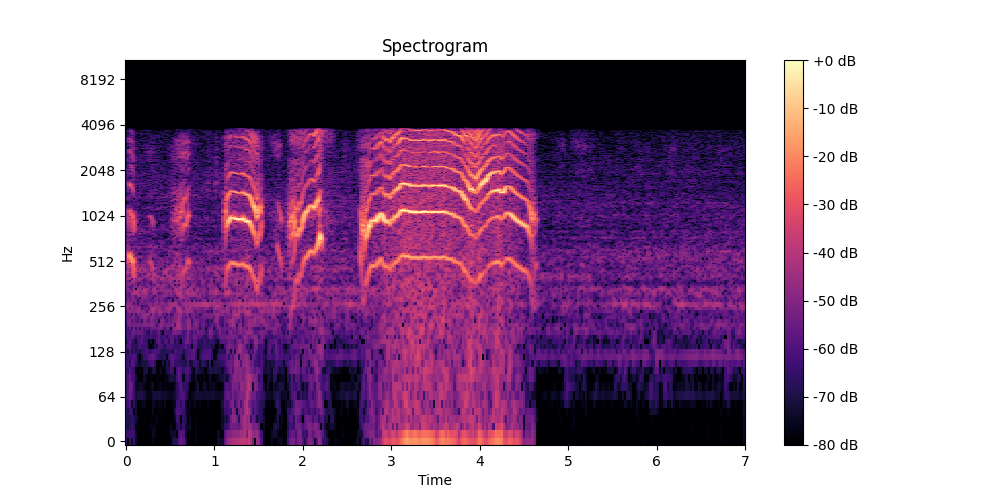 Spectrogram
8192
4096
2048
1024
512
256
128
64
0
Hz
0 1 2 3 4 5 6 7
Time
+0 dB
-10 dB
-20 dB
-30 dB
-40 dB
-50 dB
-60 dB
-70 dB
-80 dB